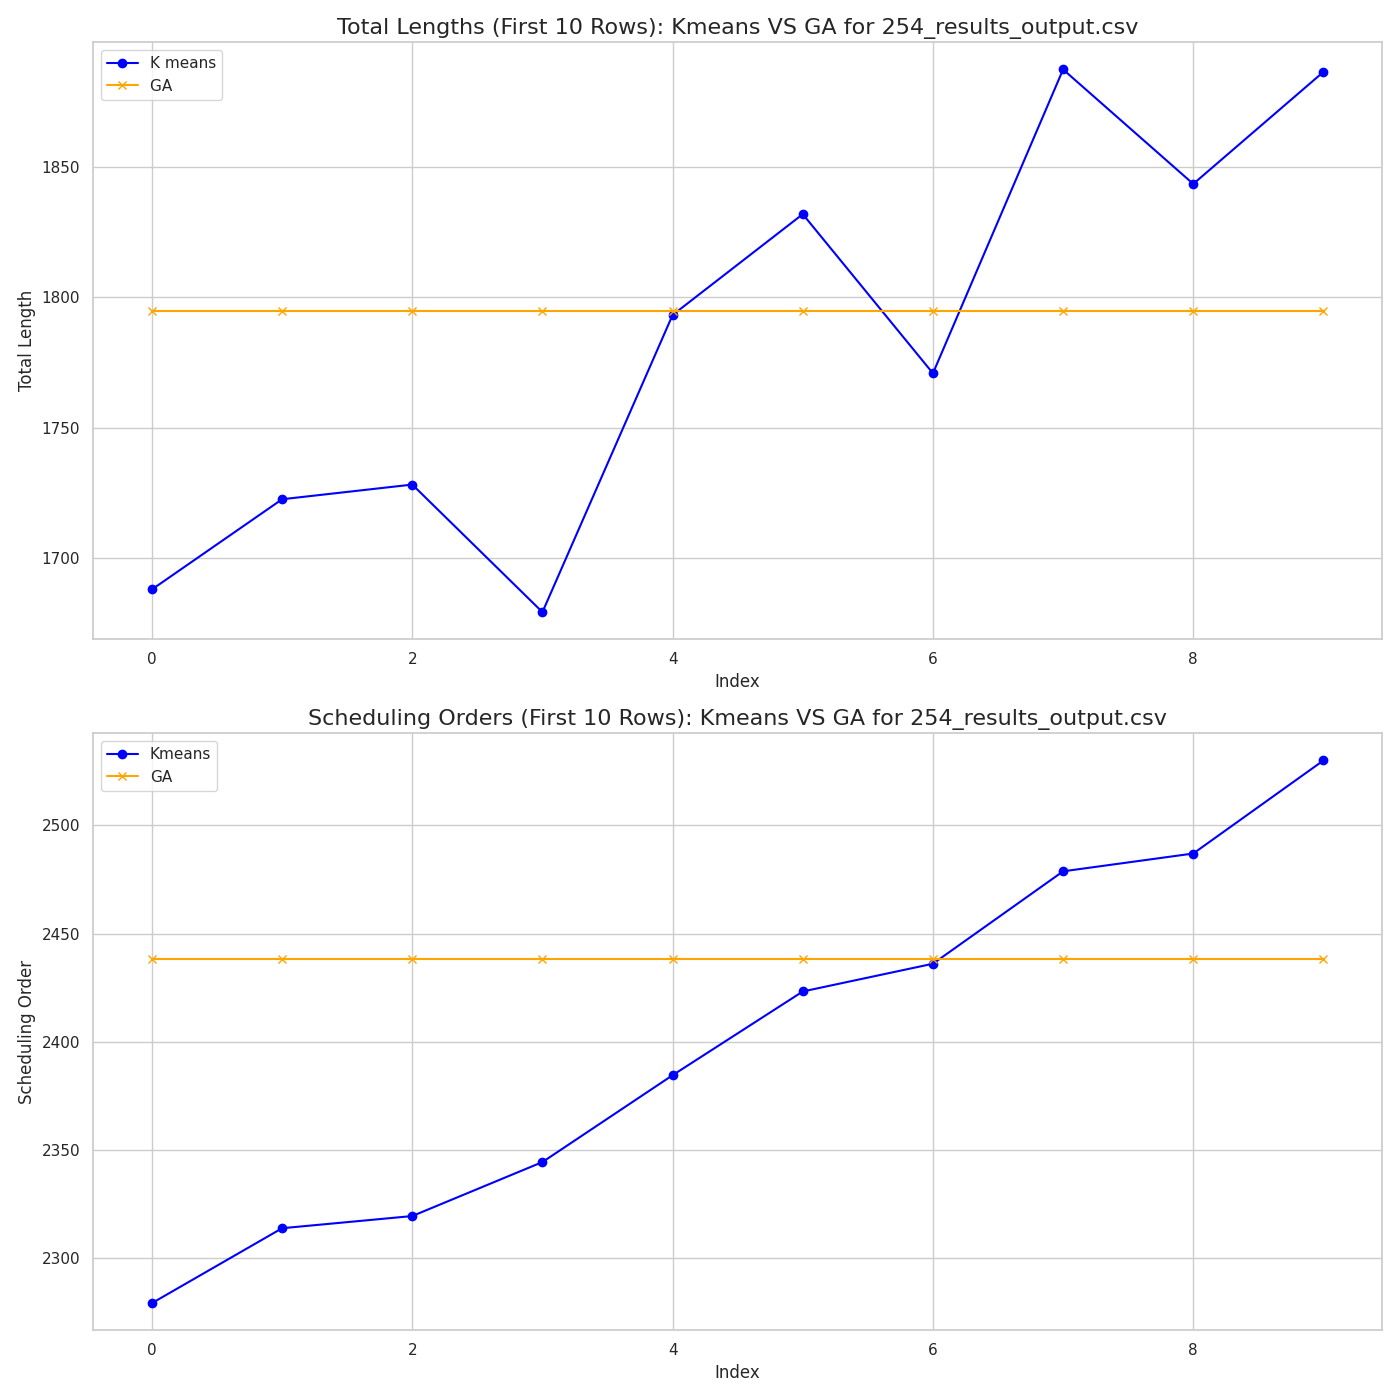 Total Lengths (First 10 Rows): Kmeans VS GA for 254_results_output.csv
K means
GA
1850
1800
1750
1700
Total Length
0 2 4 6 8
Index
Scheduling Orders (First 10 Rows): Kmeans VS GA for 254_results_output.csv
Kmeans
GA
2500
2450
2400
2350
2300
Scheduling Order
0 2 4 6 8
Index